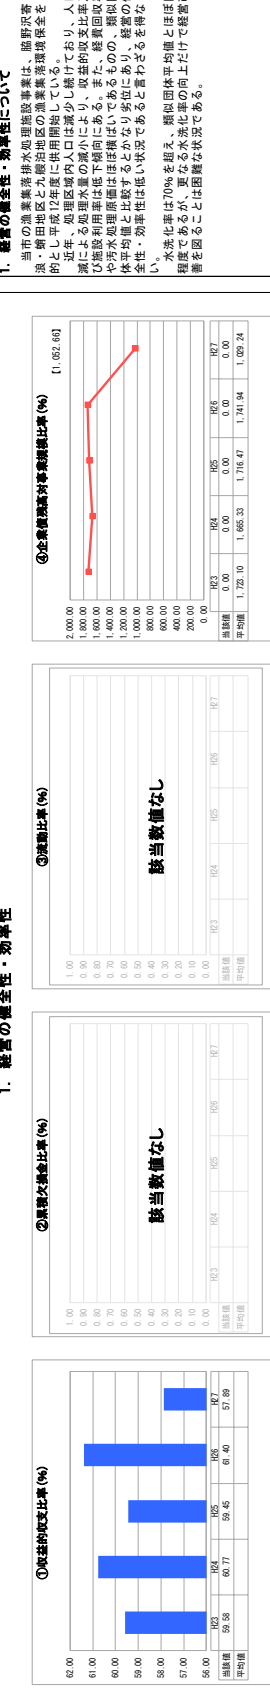 1. 経営の健全性・効率性
①収益的収支比率(%)
62.00
61.00
60.00
59.00
58.00
57.00
56.00
H23 H24 H25 H26 H27
当該値 59.58 60.77 59.45 61.40 57.89
平均値
②累積欠損金比率(%)
1.00
0.90
0.80
0.70
0.60
0.50
0.40
0.30
0.20
0.10
0.00
該当数値なし
H23 H24 H25 H26 H27
当該値
平均値
③流動比率(%)
1.00
0.90
0.80
0.70
0.60
0.50
0.40
0.30
0.20
0.10
0.00
該当数値なし
H23 H24 H25 H26 H27
当該値
平均値
④企業債残高対事業規模比率(%)
【1,052.66】
2,000.00
1,800.00
1,600.00
1,400.00
1,200.00
1,000.00
800.00
600.00
400.00
200.00
0.00
H23 H24 H25 H26 H27
当該値 0.00 0.00 0.00 0.00 0.00
平均値 1,723.10 1,665.33 1,716.47 1,741.94 1,029.24
1. 経営の健全性・効率性について
当市の漁業集落排水処理施設事業は、脇野沢寄
浪・蛸田地区と九艘泊地区の漁業集落環境保全を
的とし平成12年度に供用開始している。
近年、処理区域内人口は減少し続けており、人
減による処理水量の減小により、収益的収支比率
び施設利用率は低下傾向にある。また、経費回収
や汚水処理原価はほぼ横ばいであるものの、類似
体平均値と比較するとかなり劣位にあり、経営の
全性・効率性は低い状況であると言わざるを得な
い。
水洗化率は70%を超え、類似団体平均値とほぼ
程度であるが、更なる水洗化率の向上だけで経営
善を図ることは困難な状況である。